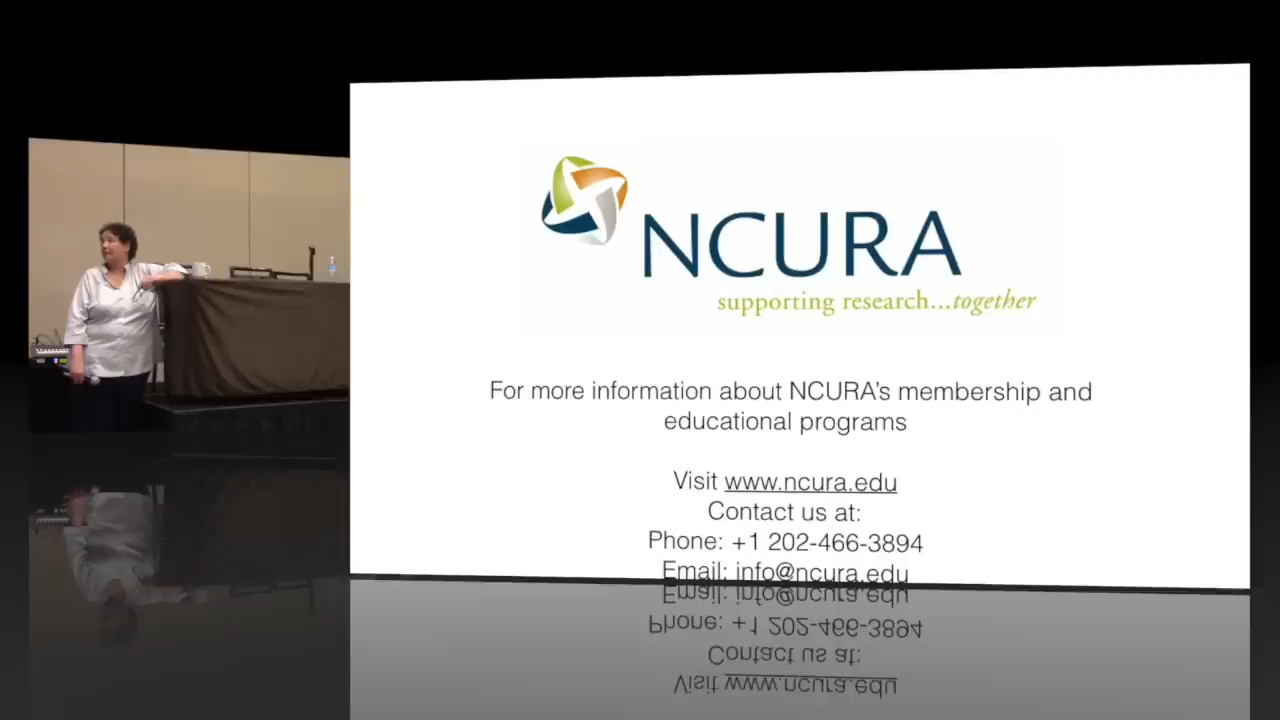 NCURA
supporting research...together
For more information about NCURA's membership and
educational programs
Visit www.ncura.edu
Contact us at:
Phone: +1 202-466-3894
Email: info@ncura.edu